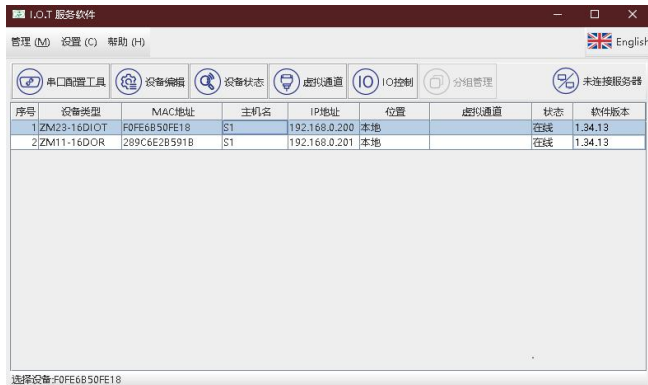 I.O.T 服务软件
管理 (M) 设置 (C) 帮助 (H) English
串口配置工具 设备编辑 设备状态 虚拟通道 IO IO控制 分组管理 未连接服务器
序号 设备类型 MAC地址 主机名 IP地址 位置 虚拟通道 状态 软件版本
1 ZM23-16DIOT F0FE6B50FE18 S1 192.168.0.200 本地 在线 1.34.13
2 ZM11-16DOR 289C6E2B591B S1 192.168.0.201 本地 在线 1.34.13
选择设备:F0FE6B50FE18